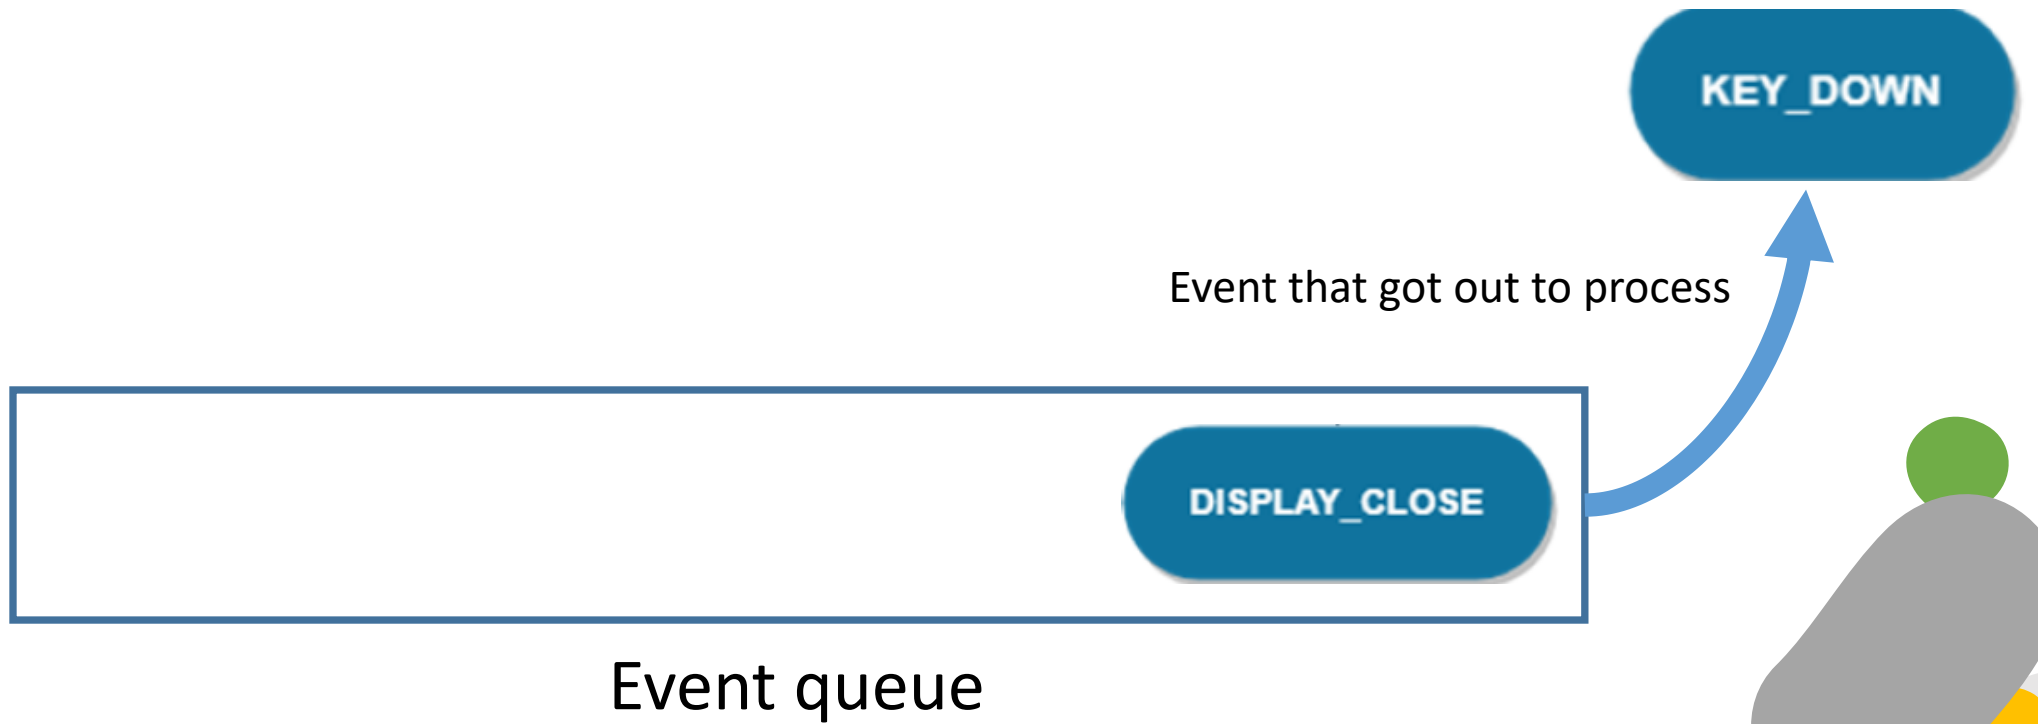 KEY_DOWN
Event that got out to process
DISPLAY_CLOSE
Event queue